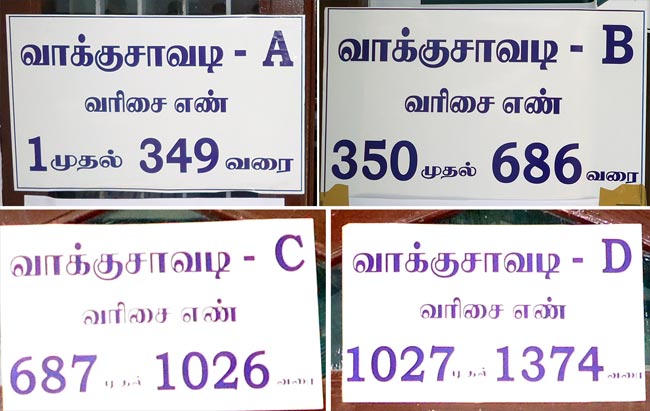 வாக்குசாவடி - A
வரிசை எண்
1 முதல் 349 வரை
வாக்குசாவடி - B
வரிசை எண்
350 முதல் 686 வரை
வாக்குசாவடி - C
வரிசை எண்
687 முதல் 1026 வரை
வாக்குசாவடி - D
வரிசை எண்
1027 முதல் 1374 வரை